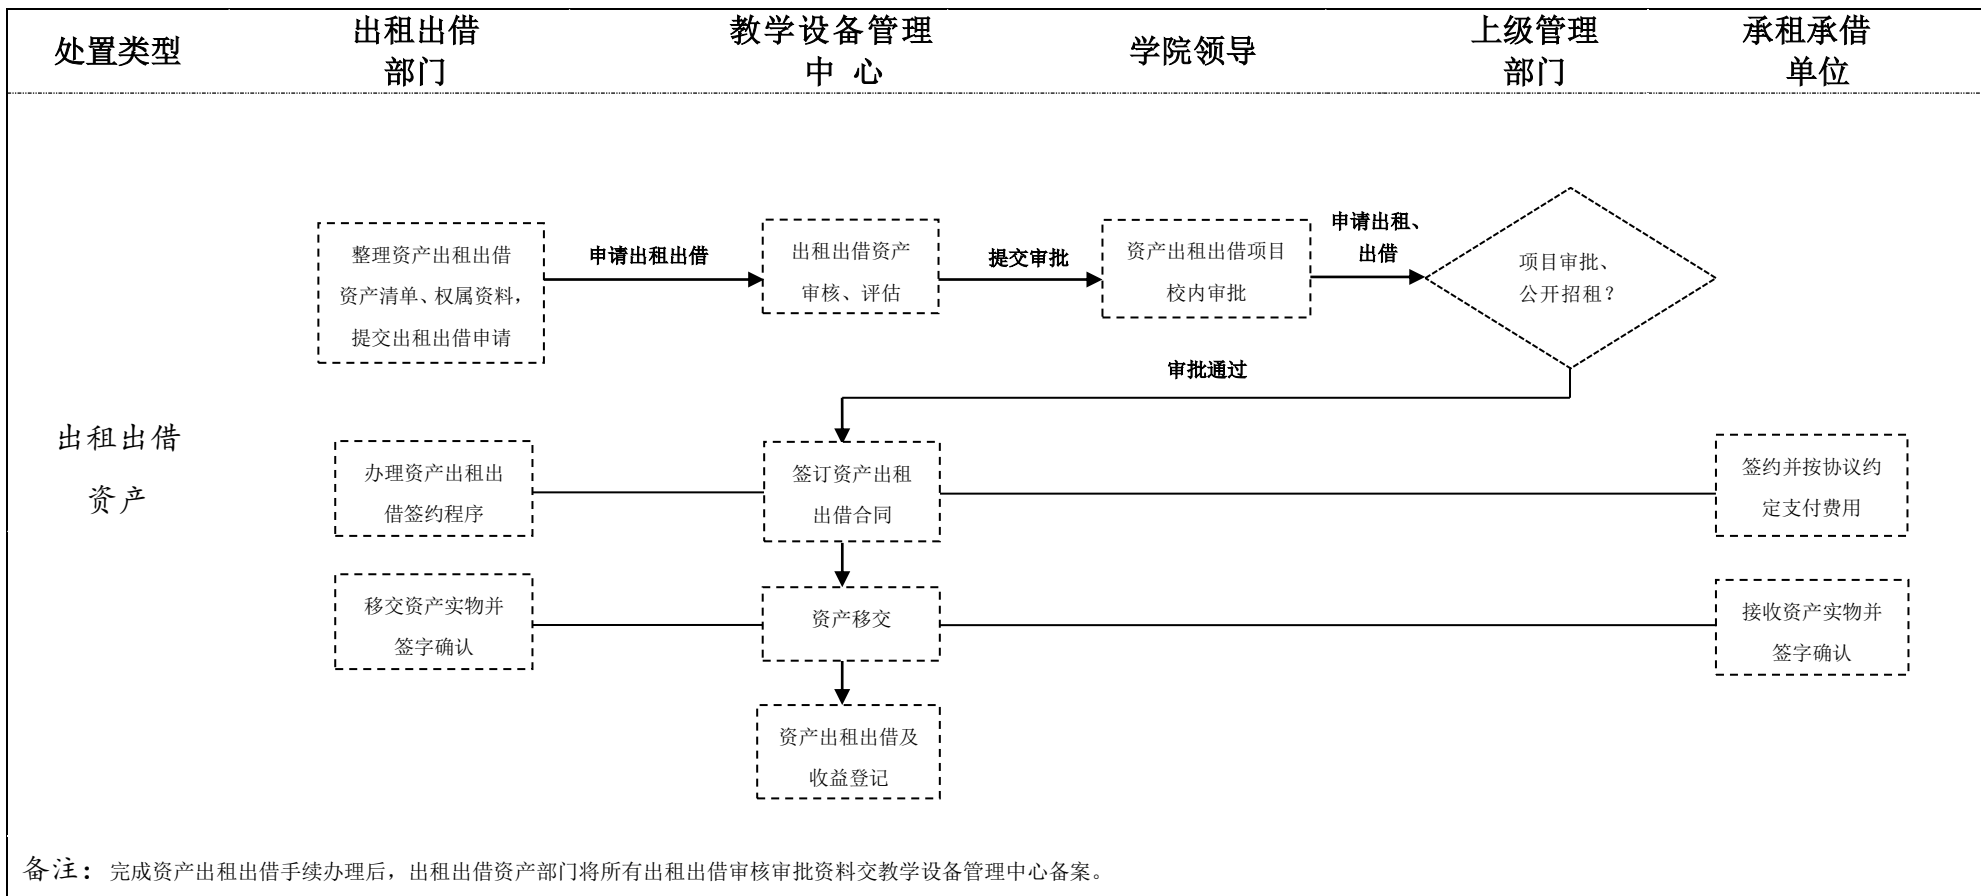 处置类型
出租出借
部门
教学设备管理
中 心
学院领导
上级管理
部门
承租承借
单位
整理资产出租出借
资产清单、权属资料，
提交出租出借申请
申请出租出借
出租出借资产
审核、评估
提交审批
资产出租出借项目
校内审批
申请出租、
出借
项目审批、
公开招租？
审批通过
出租出借
资产
办理资产出租出
借签约程序
签订资产出租
出借合同
签约并按协议约
定支付费用
移交资产实物并
签字确认
资产移交
接收资产实物并
签字确认
资产出租出借及
收益登记
备注：完成资产出租出借手续办理后，出租出借资产部门将所有出租出借审核审批资料交教学设备管理中心备案。